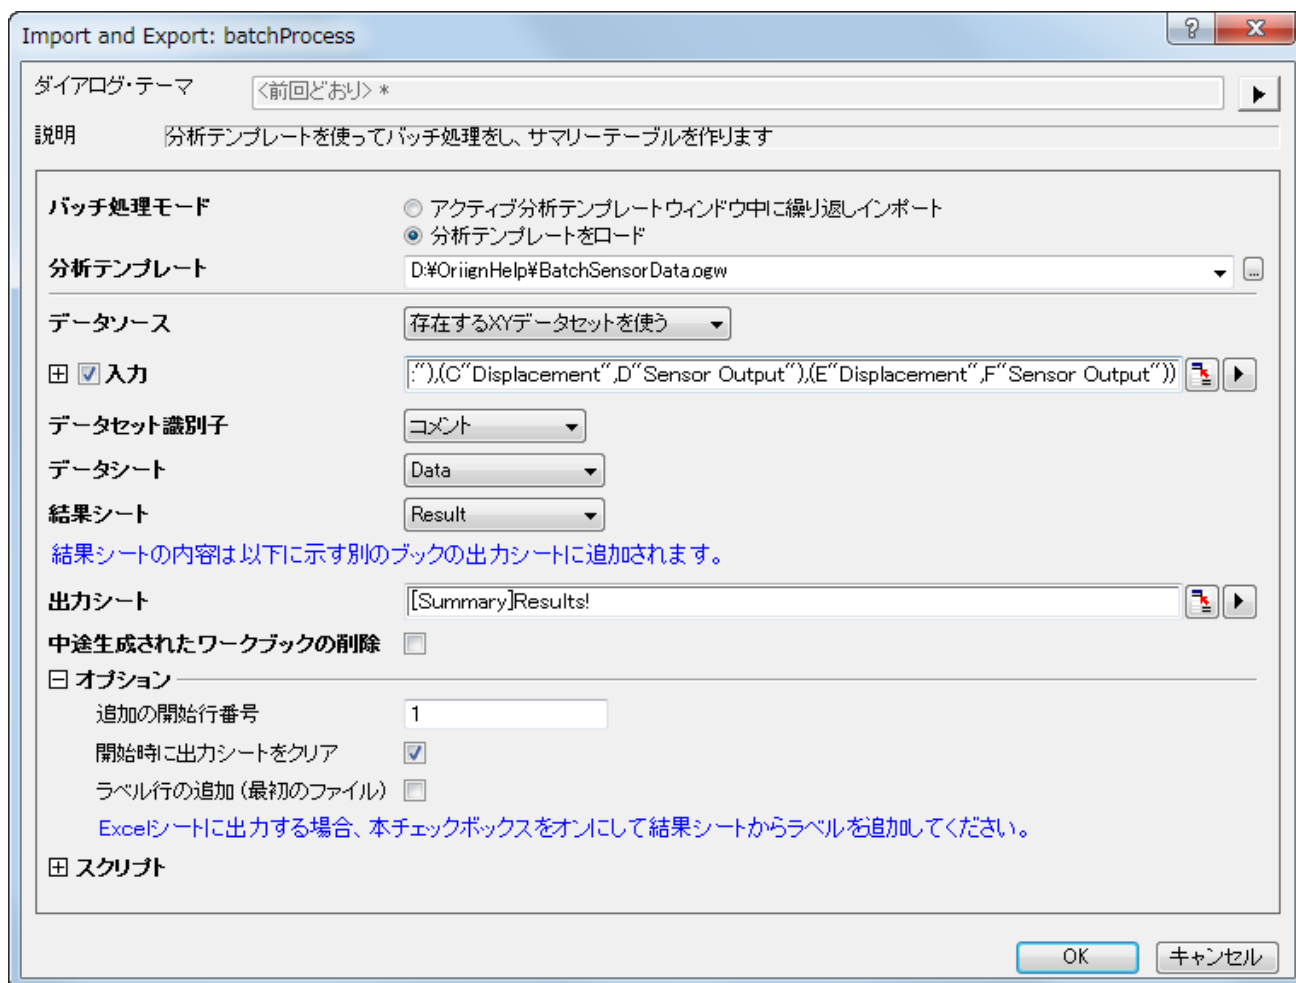 Import and Export: batchProcess
ダイアログ・テーマ <前回どおり> *
説明 分析テンプレートを使ってバッチ処理をし、サマリーテーブルを作ります
バッチ処理モード アクティブ分析テンプレートウィンドウ中に繰り返しインポート
分析テンプレートをロード
分析テンプレート D:¥OriignHelp¥BatchSensorData.ogw ...
データソース 存在するXYデータセットを使う
入力 :"),(C"Displacement",D"Sensor Output"),(E"Displacement",F"Sensor Output"))
データセット識別子 コメント
データシート Data
結果シート Result
結果シートの内容は以下に示す別のブックの出力シートに追加されます。
出力シート [Summary]Results!
中途生成されたワークブックの削除
オプション
追加の開始行番号 1
開始時に出力シートをクリア
ラベル行の追加(最初のファイル)
Excelシートに出力する場合、本チェックボックスをオンにして結果シートからラベルを追加してください。
スクリプト
OK キャンセル